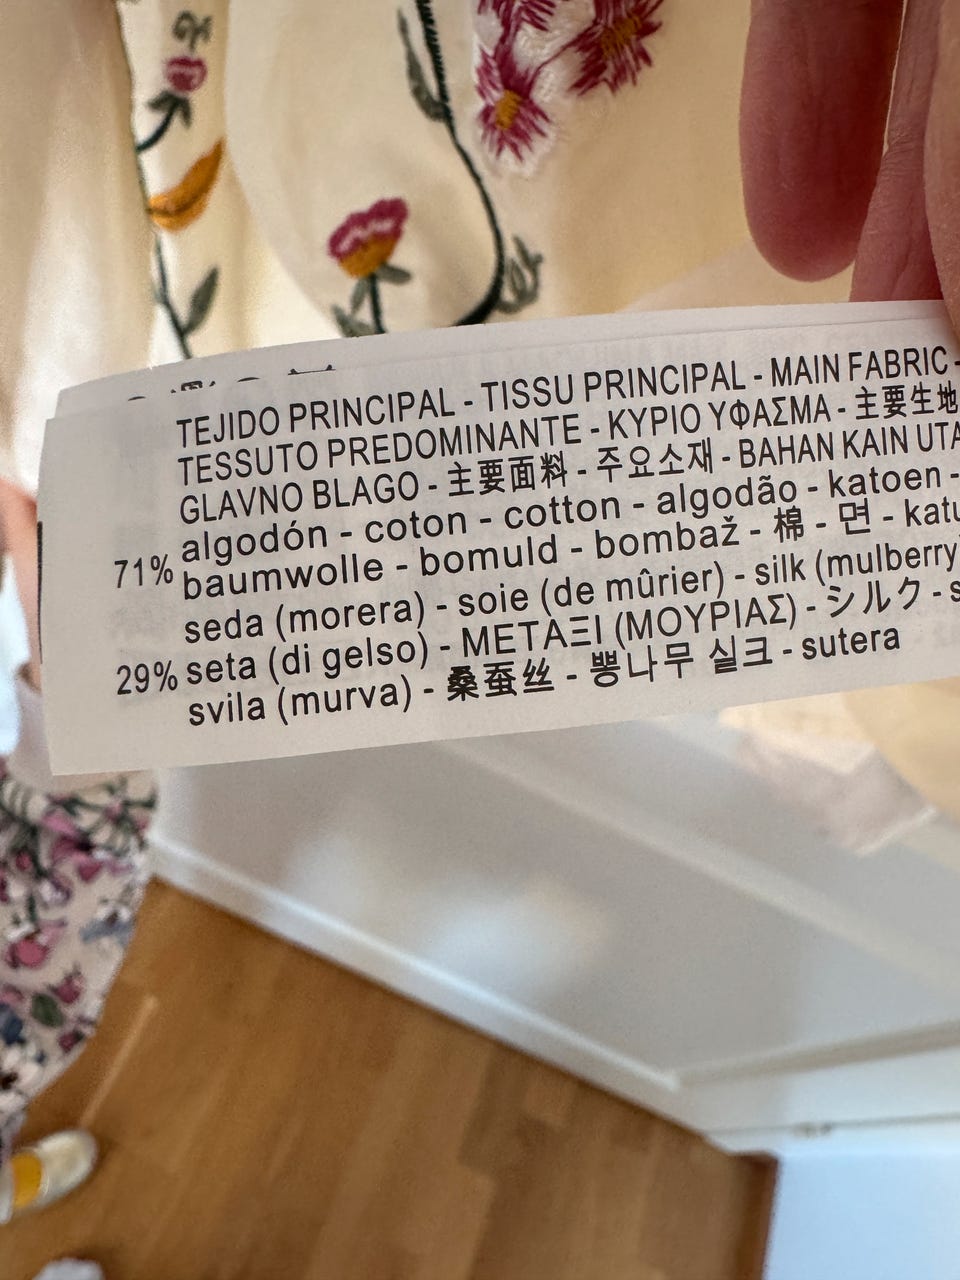 TEJIDO PRINCIPAL - TISSU PRINCIPAL - MAIN FABRIC -
TESSUTO PREDOMINANTE - ΚΥΡΙΟ ΥΦΑΣΜΑ - 主要生地
GLAVNO BLAGO - 主要面料 - 주요소재 - BAHAN KAIN UTA
71% algodón - coton - cotton - algodão - katoen -
baumwolle - bomuld - bombaž - 棉 - 면 - katu
seda (morera) - soie (de mûrier) - silk (mulberry)
29% seta (di gelso) - ΜΕΤΑΞΙ (ΜΟΥΡΙΑΣ) - シルク - s
svila (murva) - 桑蚕丝 - 뽕나무 실크 - sutera